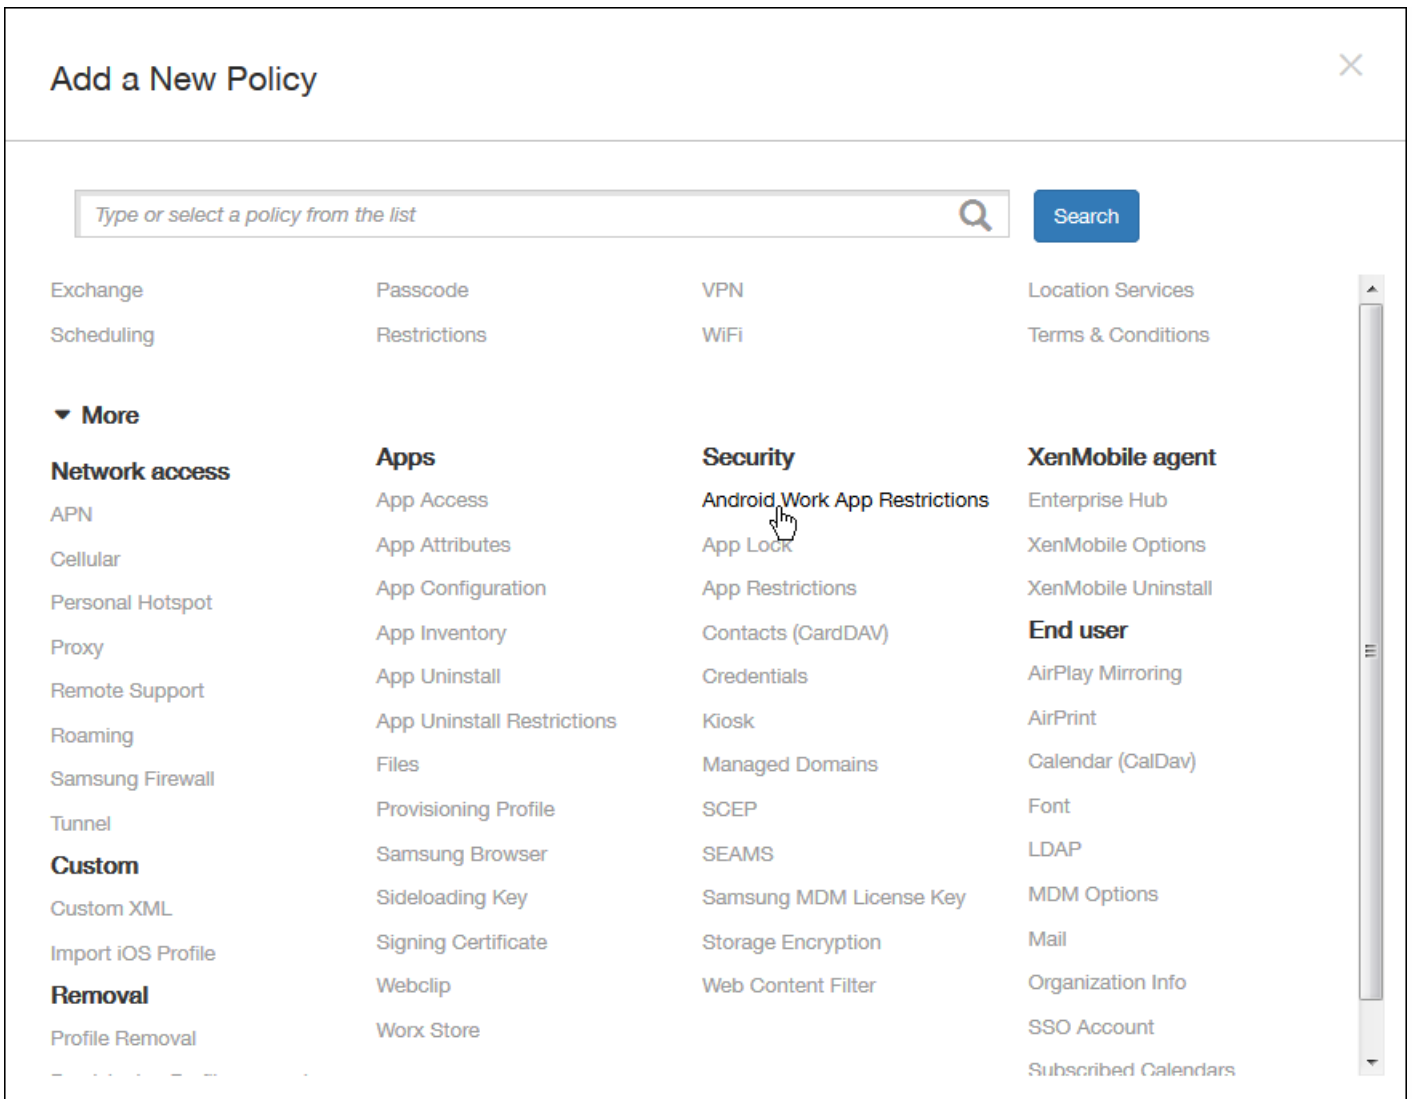 Add a New Policy
Type or select a policy from the list
Search
Exchange
Passcode
VPN
Location Services
Scheduling
Restrictions
WiFi
Terms & Conditions
More
Network access
APN
Cellular
Personal Hotspot
Proxy
Remote Support
Roaming
Samsung Firewall
Tunnel
Custom
Custom XML
Import iOS Profile
Removal
Profile Removal
Apps
App Access
App Attributes
App Configuration
App Inventory
App Uninstall
App Uninstall Restrictions
Files
Provisioning Profile
Samsung Browser
Sideloading Key
Signing Certificate
Webclip
Worx Store
Security
Android Work App Restrictions
App Lock
App Restrictions
Contacts (CardDAV)
Credentials
Kiosk
Managed Domains
SCEP
SEAMS
Samsung MDM License Key
Storage Encryption
Web Content Filter
XenMobile agent
Enterprise Hub
XenMobile Options
XenMobile Uninstall
End user
AirPlay Mirroring
AirPrint
Calendar (CalDav)
Font
LDAP
MDM Options
Mail
Organization Info
SSO Account
Subscribed Calendars